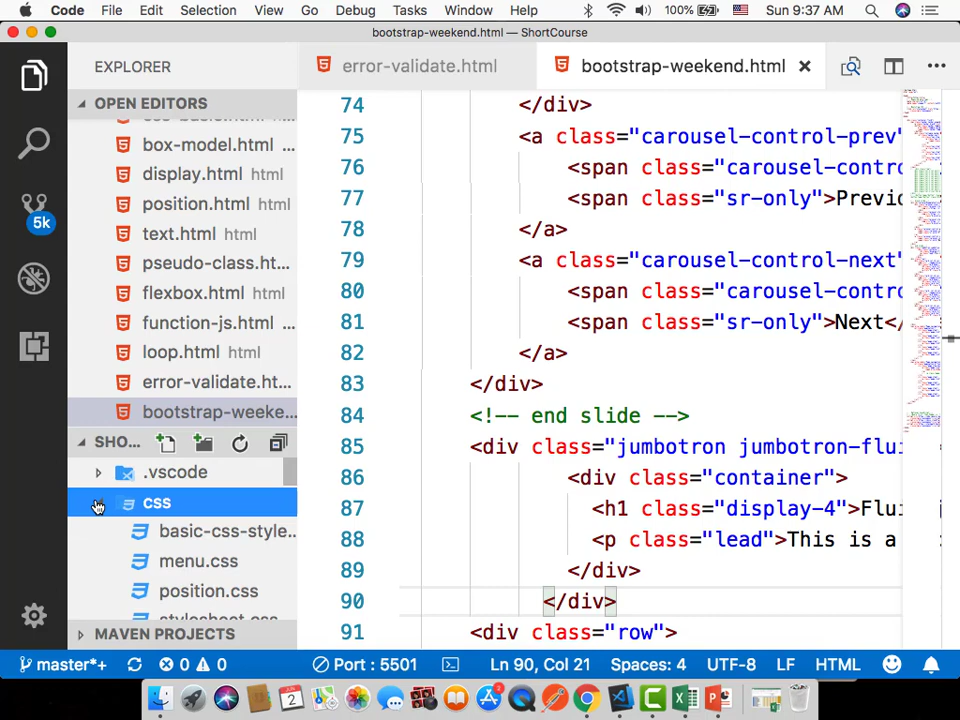 Code File Edit Selection View Go Debug Tasks Window Help 100% Sun 9:37 AM
bootstrap-weekend.html — ShortCourse
EXPLORER
error-validate.html
bootstrap-weekend.html
OPEN EDITORS
box-model.html ...
display.html html
position.html html
text.html html
pseudo-class.ht...
flexbox.html html
function-js.html ...
loop.html html
error-validate.ht...
bootstrap-weeke...
SHO...
.vscode
css
basic-css-style...
menu.css
position.css
MAVEN PROJECTS
5k
74 </div>
75 <a class="carousel-control-prev"
76 <span class="carousel-contro
77 <span class="sr-only">Previo
78 </a>
79 <a class="carousel-control-next"
80 <span class="carousel-contro
81 <span class="sr-only">Next</
82 </a>
83 </div>
84 <!-- end slide -->
85 <div class="jumbotron jumbotron-flui
86 <div class="container">
87 <h1 class="display-4">Flu
88 <p class="lead">This is a
89 </div>
90 </div>
91 <div class="row">
master*+ 0 0 Port : 5501 Ln 90, Col 21 Spaces: 4 UTF-8 LF HTML